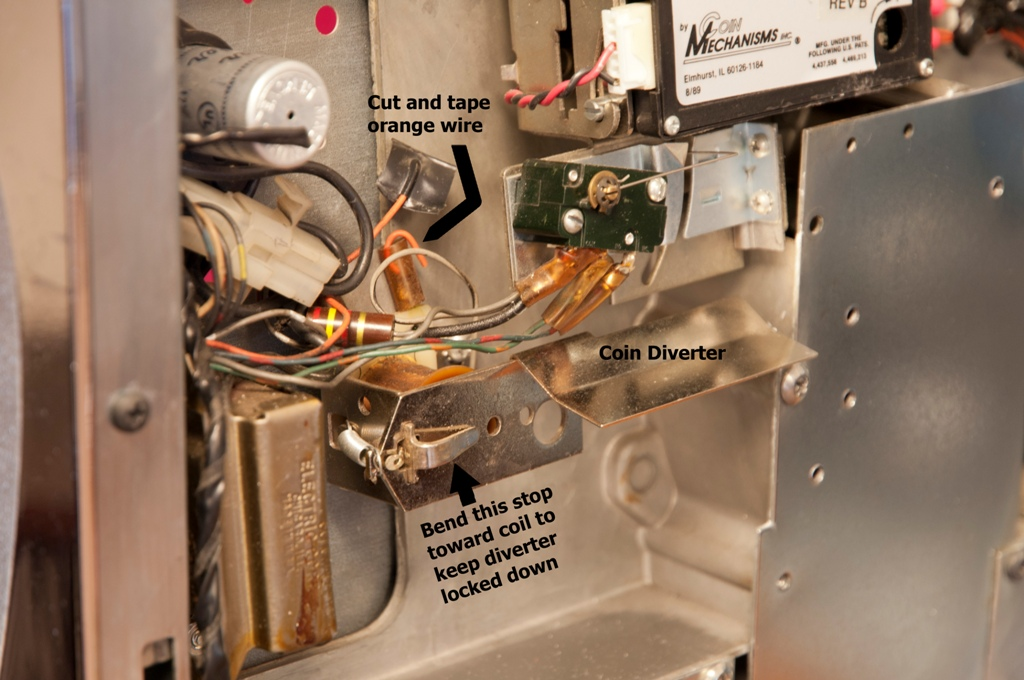 REV B
by COIN
MECHANISMS INC.®
MFG. UNDER THE
FOLLOWING U.S. PATS.
Elmhurst, IL 60126-1184
8/89
Cut and tape
orange wire
Coin Diverter
Bend this stop
toward coil to
keep diverter
locked down